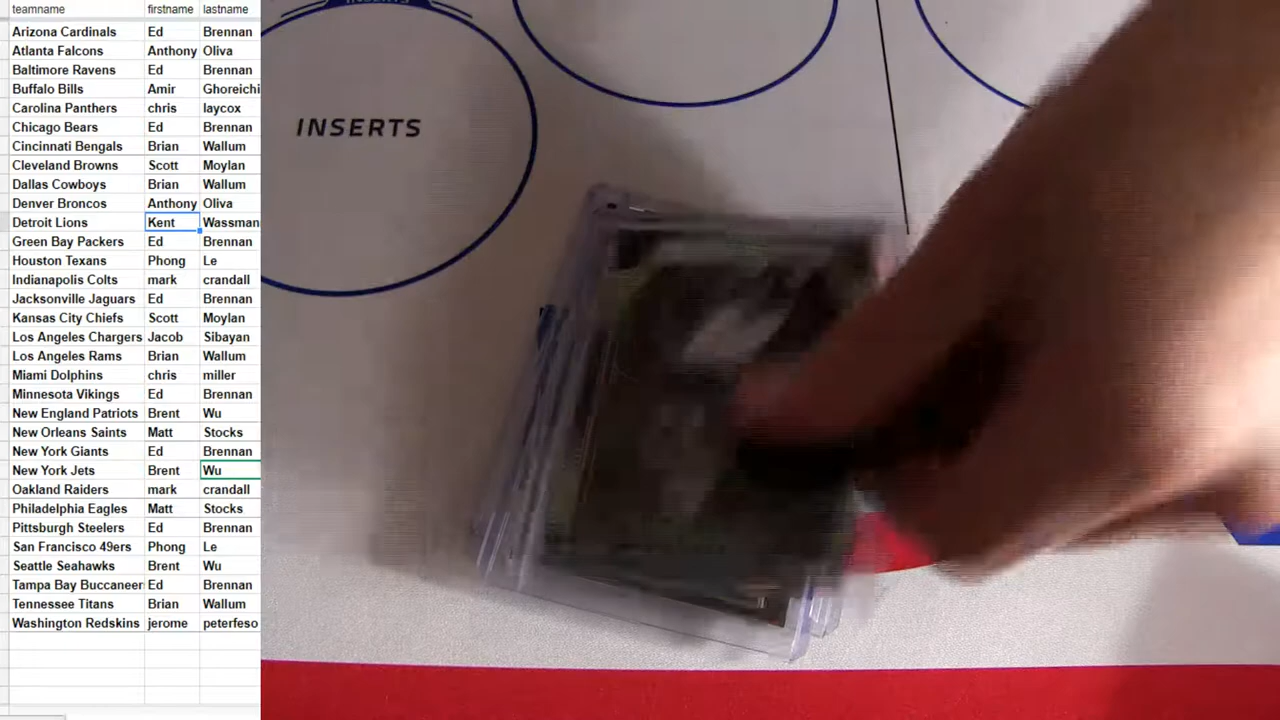 teamname firstname lastname
Arizona Cardinals Ed Brennan
Atlanta Falcons Anthony Oliva
Baltimore Ravens Ed Brennan
Buffalo Bills Amir Ghoreichi
Carolina Panthers chris laycox
Chicago Bears Ed Brennan
Cincinnati Bengals Brian Wallum
Cleveland Browns Scott Moylan
Dallas Cowboys Brian Wallum
Denver Broncos Anthony Oliva
Detroit Lions Kent Wassman
Green Bay Packers Ed Brennan
Houston Texans Phong Le
Indianapolis Colts mark crandall
Jacksonville Jaguars Ed Brennan
Kansas City Chiefs Scott Moylan
Los Angeles Chargers Jacob Sibayan
Los Angeles Rams Brian Wallum
Miami Dolphins chris miller
Minnesota Vikings Ed Brennan
New England Patriots Brent Wu
New Orleans Saints Matt Stocks
New York Giants Ed Brennan
New York Jets Brent Wu
Oakland Raiders mark crandall
Philadelphia Eagles Matt Stocks
Pittsburgh Steelers Ed Brennan
San Francisco 49ers Phong Le
Seattle Seahawks Brent Wu
Tampa Bay Buccaneer Ed Brennan
Tennessee Titans Brian Wallum
Washington Redskins jerome peterfeso
INSERTS
INSERTS